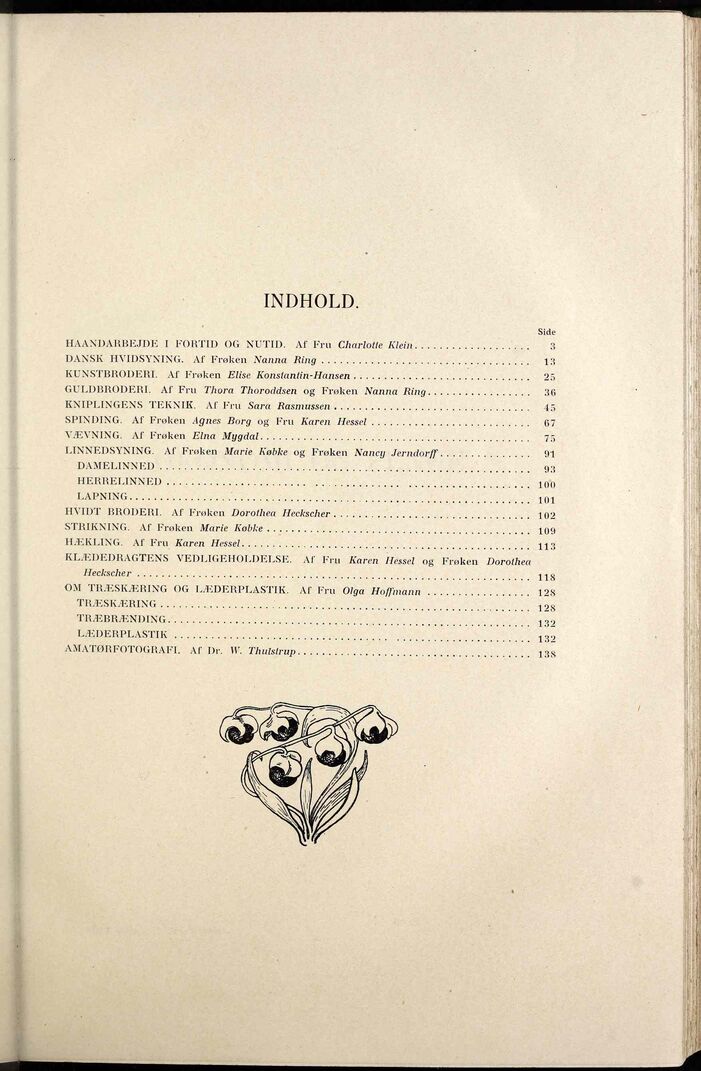 INDHOLD.
Side
HAANDARBEJDE I FORTID OG NUTID. Af Fru Charlotte Klein 3
DANSK HVIDSYNING. Af Frøken Nanna Ring 13
KUNSTBRODERI. Af Frøken Elise Konstantin-Hansen 25
GULDBRODERI. Af Fru Thora Thoroddsen og Frøken Nanna Ring 36
KNIPLINGENS TEKNIK. Af Fru Sara Rasmussen 45
SPINDING. Af Frøken Agnes Borg og Fru Karen Hessel 67
VÆVNING. Af Frøken Elna Mygdal 75
LINNEDSYNING. Af Frøken Marie Købke og Frøken Nancy Jerndorff 91
DAMELINNED 93
HERRELINNED 100
LAPNING 101
HVIDT BRODERI. Af Frøken Dorothea Heckscher 102
STRIKNING. Af Frøken Marie Købke 109
HÆKLING. Af Fru Karen Hessel 113
KLÆDEDRAGTENS VEDLIGEHOLDELSE. Af Fru Karen Hessel og Frøken Dorothea
Heckscher 118
OM TRÆSKÆRING OG LÆDERPLASTIK. Af Fru Olga Hoffmann 128
TRÆSKÆRING 128
TRÆBRÆNDING 132
LÆDERPLASTIK 132
AMATØRFOTOGRAFI. Af Dr. W. Thulstrup 138